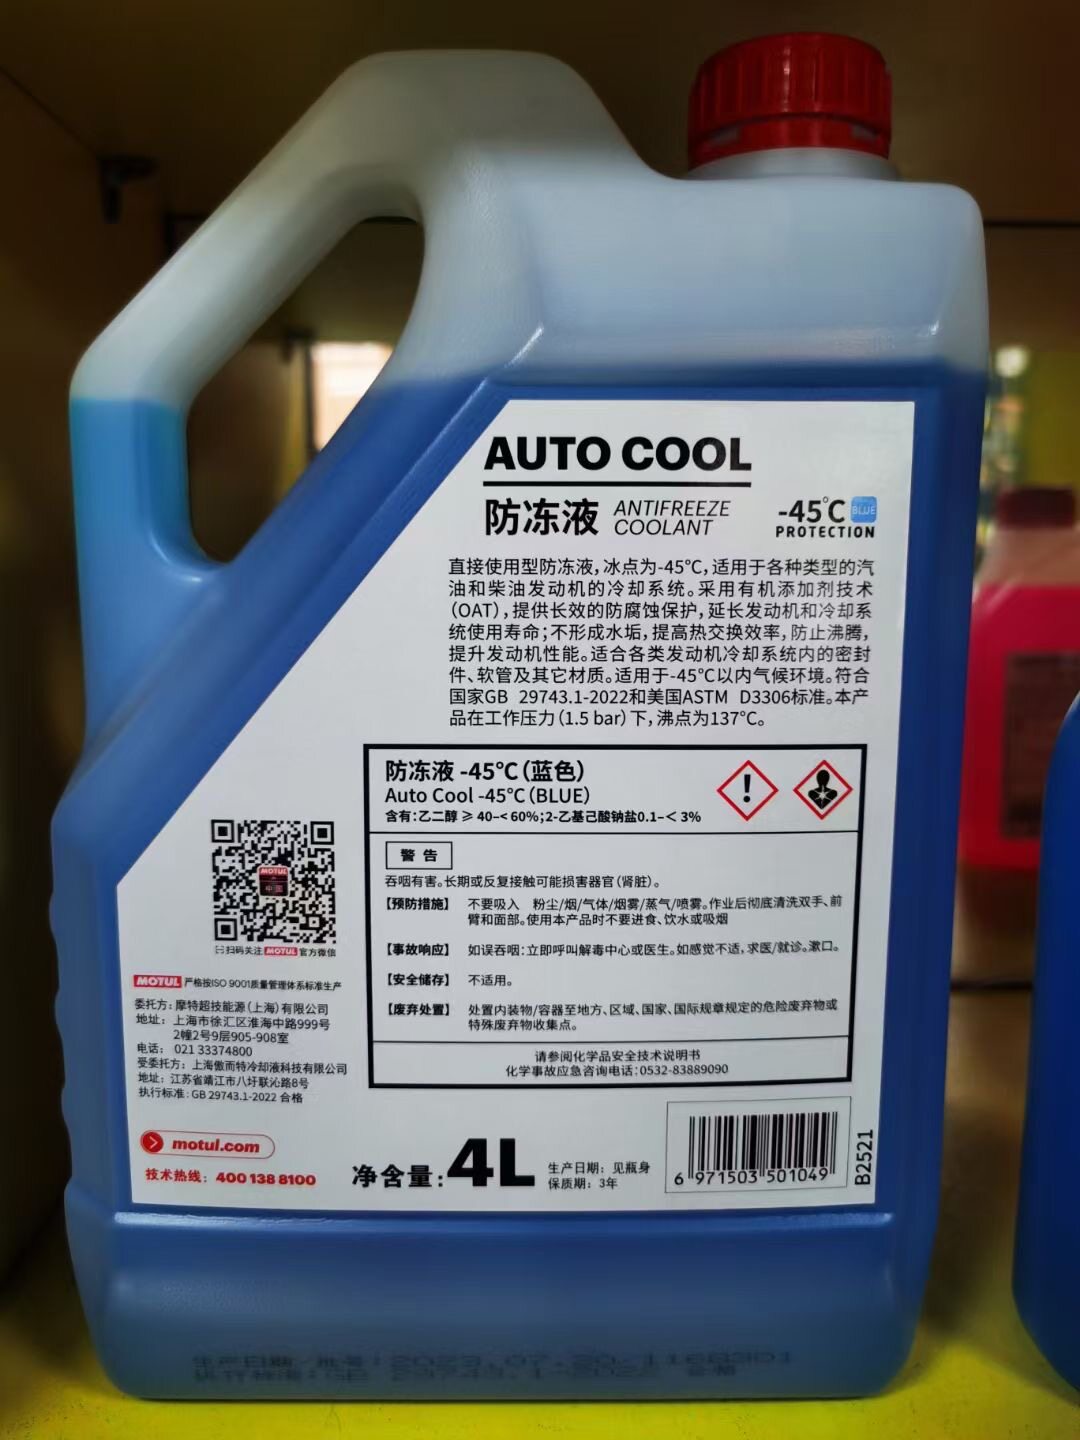 AUTO COOL
防冻液 ANTIFREEZE
COOLANT
-45℃ BLUE
PROTECTION
直接使用型防冻液，冰点为-45℃，适用于各种类型的汽
油和柴油发动机的冷却系统。采用有机添加剂技术
（OAT），提供长效的防腐蚀保护，延长发动机和冷却系
统使用寿命；不形成水垢，提高热交换效率，防止沸腾，
提升发动机性能。适合各类发动机冷却系统内的密封
件、软管及其它材质。适用于-45℃以内气候环境。符合
国家GB 29743.1-2022和美国ASTM D3306标准。本产
品在工作压力（1.5 bar）下，沸点为137℃。
防冻液 -45℃（蓝色）
Auto Cool -45℃（BLUE）
含有：乙二醇 ≥ 40–< 60%；2-乙基己酸钠盐0.1–< 3%
警 告
吞咽有害。长期或反复接触可能损害器官（肾脏）。
【预防措施】 不要吸入 粉尘/烟/气体/烟雾/蒸气/喷雾。作业后彻底清洗双手、前
臂和面部。使用本产品时不要进食、饮水或吸烟
【事故响应】 如误吞咽：立即呼叫解毒中心或医生。如感觉不适，求医/就诊。漱口。
【安全储存】 不适用。
【废弃处置】 处置内装物/容器至地方、区域、国家、国际规章规定的危险废弃物或
特殊废弃物收集点。
请参阅化学品安全技术说明书
化学事故应急咨询电话：0532-83889090
MOTUL
中国
扫码关注 MOTUL 官方微信
MOTUL 严格按ISO 9001质量管理体系标准生产
委托方：摩特超技能源（上海）有限公司
地址：上海市徐汇区淮海中路999号
2幢2号9层905-908室
电话： 021 33374800
受委托方：上海傲而特冷却液科技有限公司
地址：江苏省靖江市八圩联沁路8号
执行标准：GB 29743.1-2022 合格
motul.com
技术热线：400 138 8100
净含量：4L
生产日期：见瓶身
保质期：3年
6 971503 501049
B2521